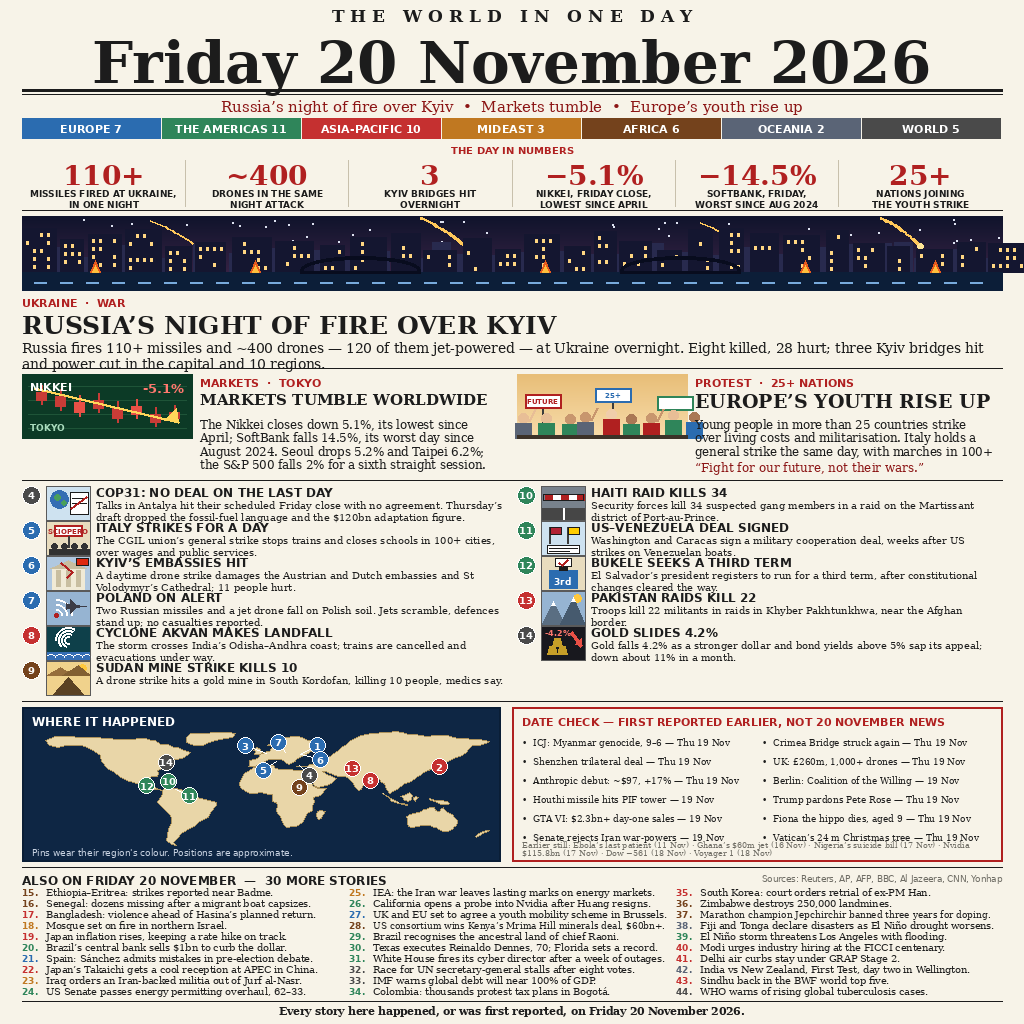 THE WORLD IN ONE DAY
Friday 20 November 2026
Russia’s night of fire over Kyiv • Markets tumble • Europe’s youth rise up
EUROPE 7
THE AMERICAS 11
ASIA-PACIFIC 10
MIDEAST 3
AFRICA 6
OCEANIA 2
WORLD 5
THE DAY IN NUMBERS
110+
MISSILES FIRED AT UKRAINE,
IN ONE NIGHT
~400
DRONES IN THE SAME
NIGHT ATTACK
3
KYIV BRIDGES HIT
OVERNIGHT
−5.1%
NIKKEI, FRIDAY CLOSE,
LOWEST SINCE APRIL
−14.5%
SOFTBANK, FRIDAY,
WORST SINCE AUG 2024
25+
NATIONS JOINING
THE YOUTH STRIKE
UKRAINE · WAR
RUSSIA’S NIGHT OF FIRE OVER KYIV
Russia fires 110+ missiles and ~400 drones — 120 of them jet-powered — at Ukraine overnight. Eight killed, 28 hurt; three Kyiv bridges hit
and power cut in the capital and 10 regions.
NIKKEI
-5.1%
TOKYO
MARKETS · TOKYO
MARKETS TUMBLE WORLDWIDE
The Nikkei closes down 5.1%, its lowest since
April; SoftBank falls 14.5%, its worst day since
August 2024. Seoul drops 5.2% and Taipei 6.2%;
the S&P 500 falls 2% for a sixth straight session.
FUTURE
25+
PROTEST · 25+ NATIONS
EUROPE’S YOUTH RISE UP
Young people in more than 25 countries strike
over living costs and militarisation. Italy holds a
general strike the same day, with marches in 100+
“Fight for our future, not their wars.”
4
COP31: NO DEAL ON THE LAST DAY
Talks in Antalya hit their scheduled Friday close with no agreement. Thursday’s
draft dropped the fossil-fuel language and the $120bn adaptation figure.
5
SCIOPERO
ITALY STRIKES FOR A DAY
The CGIL union’s general strike stops trains and closes schools in 100+ cities,
over wages and public services.
6
KYIV’S EMBASSIES HIT
A daytime drone strike damages the Austrian and Dutch embassies and St
Volodymyr’s Cathedral; 11 people hurt.
7
POLAND ON ALERT
Two Russian missiles and a jet drone fall on Polish soil. Jets scramble, defences
stand up; no casualties reported.
8
CYCLONE AKVAN MAKES LANDFALL
The storm crosses India’s Odisha–Andhra coast; trains are cancelled and
evacuations under way.
9
SUDAN MINE STRIKE KILLS 10
A drone strike hits a gold mine in South Kordofan, killing 10 people, medics say.
10
HAITI RAID KILLS 34
Security forces kill 34 suspected gang members in a raid on the Martissant
district of Port-au-Prince.
11
US–VENEZUELA DEAL SIGNED
Washington and Caracas sign a military cooperation deal, weeks after US
strikes on Venezuelan boats.
12
3rd
BUKELE SEEKS A THIRD TERM
El Salvador’s president registers to run for a third term, after constitutional
changes cleared the way.
13
PAKISTAN RAIDS KILL 22
Troops kill 22 militants in raids in Khyber Pakhtunkhwa, near the Afghan
border.
14
-4.2%
GOLD SLIDES 4.2%
Gold falls 4.2% as a stronger dollar and bond yields above 5% sap its appeal;
down about 11% in a month.
WHERE IT HAPPENED
3
7
1
6
14
5
4
13
2
12
10
9
8
11
Pins wear their region’s colour. Positions are approximate.
DATE CHECK — FIRST REPORTED EARLIER, NOT 20 NOVEMBER NEWS
• ICJ: Myanmar genocide, 9–6 — Thu 19 Nov
• Shenzhen trilateral deal — Thu 19 Nov
• Anthropic debut: ~$97, +17% — Thu 19 Nov
• Houthi missile hits PIF tower — 19 Nov
• GTA VI: $2.3bn+ day-one sales — 19 Nov
• Senate rejects Iran war-powers — 19 Nov
• Crimea Bridge struck again — Thu 19 Nov
• UK: £260m, 1,000+ drones — Thu 19 Nov
• Berlin: Coalition of the Willing — 19 Nov
• Trump pardons Pete Rose — Thu 19 Nov
• Fiona the hippo dies, aged 9 — Thu 19 Nov
• Vatican’s 24 m Christmas tree — Thu 19 Nov
Earlier still: Ebola’s last patient (11 Nov) · Ghana’s $60m jet (16 Nov) · Nigeria’s suicide bill (17 Nov) · Nvidia
$115.8bn (17 Nov) · Dow −561 (18 Nov) · Voyager 1 (18 Nov)
ALSO ON FRIDAY 20 NOVEMBER — 30 MORE STORIES
Sources: Reuters, AP, AFP, BBC, Al Jazeera, CNN, Yonhap
15. Ethiopia–Eritrea: strikes reported near Badme.
16. Senegal: dozens missing after a migrant boat capsizes.
17. Bangladesh: violence ahead of Hasina’s planned return.
18. Mosque set on fire in northern Israel.
19. Japan inflation rises, keeping a rate hike on track.
20. Brazil’s central bank sells $1bn to curb the dollar.
21. Spain: Sánchez admits mistakes in pre-election debate.
22. Japan’s Takaichi gets a cool reception at APEC in China.
23. Iraq orders an Iran-backed militia out of Jurf al-Nasr.
24. US Senate passes energy permitting overhaul, 62–33.
25. IEA: the Iran war leaves lasting marks on energy markets.
26. California opens a probe into Nvidia after Huang resigns.
27. UK and EU set to agree a youth mobility scheme in Brussels.
28. US consortium wins Kenya’s Mrima Hill minerals deal, $60bn+.
29. Brazil recognises the ancestral land of chief Raoni.
30. Texas executes Reinaldo Dennes, 70; Florida sets a record.
31. White House fires its cyber director after a week of outages.
32. Race for UN secretary-general stalls after eight votes.
33. IMF warns global debt will near 100% of GDP.
34. Colombia: thousands protest tax plans in Bogotá.
35. South Korea: court orders retrial of ex-PM Han.
36. Zimbabwe destroys 250,000 landmines.
37. Marathon champion Jepchirchir banned three years for doping.
38. Fiji and Tonga declare disasters as El Niño drought worsens.
39. El Niño storm threatens Los Angeles with flooding.
40. Modi urges industry hiring at the FICCI centenary.
41. Delhi air curbs stay under GRAP Stage 2.
42. India vs New Zealand, First Test, day two in Wellington.
43. Sindhu back in the BWF world top five.
44. WHO warns of rising global tuberculosis cases.
Every story here happened, or was first reported, on Friday 20 November 2026.